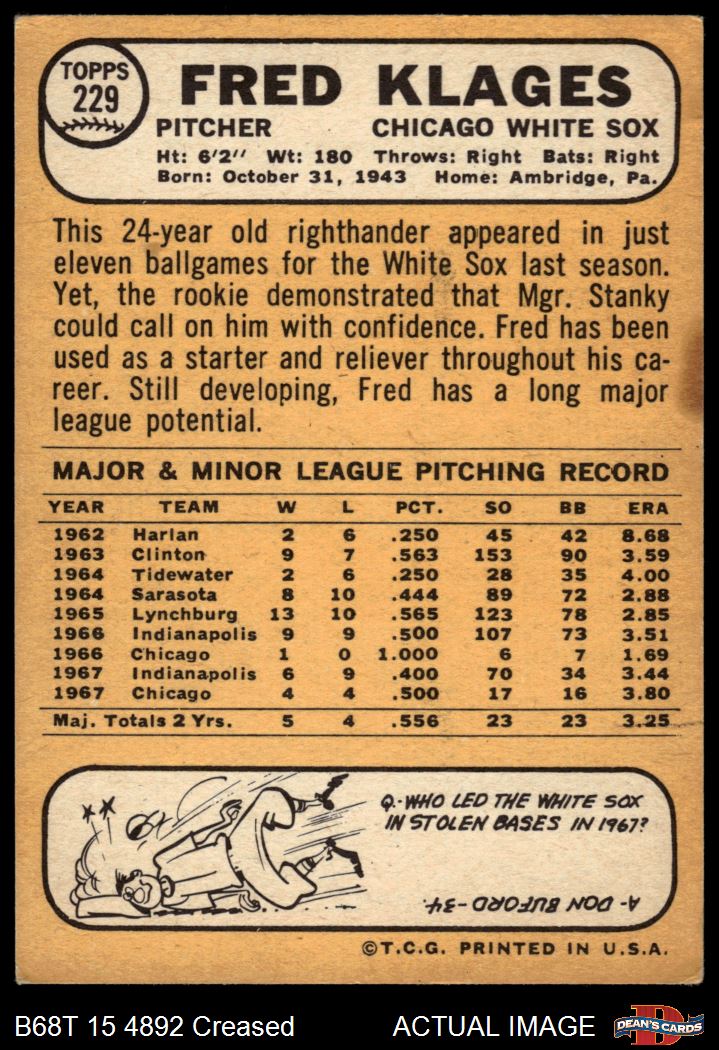 TOPPS
229
FRED KLAGES
PITCHER CHICAGO WHITE SOX
Ht: 6'2'' Wt: 180 Throws: Right Bats: Right
Born: October 31, 1943 Home: Ambridge, Pa.
This 24-year old righthander appeared in just
eleven ballgames for the White Sox last season.
Yet, the rookie demonstrated that Mgr. Stanky
could call on him with confidence. Fred has been
used as a starter and reliever throughout his ca-
reer. Still developing, Fred has a long major
league potential.
MAJOR & MINOR LEAGUE PITCHING RECORD
YEAR TEAM W L PCT. SO BB ERA
1962 Harlan 2 6 .250 45 42 8.68
1963 Clinton 9 7 .563 153 90 3.59
1964 Tidewater 2 6 .250 28 35 4.00
1964 Sarasota 8 10 .444 89 72 2.88
1965 Lynchburg 13 10 .565 123 78 2.85
1966 Indianapolis 9 9 .500 107 73 3.51
1966 Chicago 1 0 1.000 6 7 1.69
1967 Indianapolis 6 9 .400 70 34 3.44
1967 Chicago 4 4 .500 17 16 3.80
Maj. Totals 2 Yrs. 5 4 .556 23 23 3.25
Q.-WHO LED THE WHITE SOX
IN STOLEN BASES IN 1967?
A- DON BUFORD-34.
©T.C.G. PRINTED IN U.S.A.
B68T 15 4892 Creased ACTUAL IMAGE DEAN'S CARDS